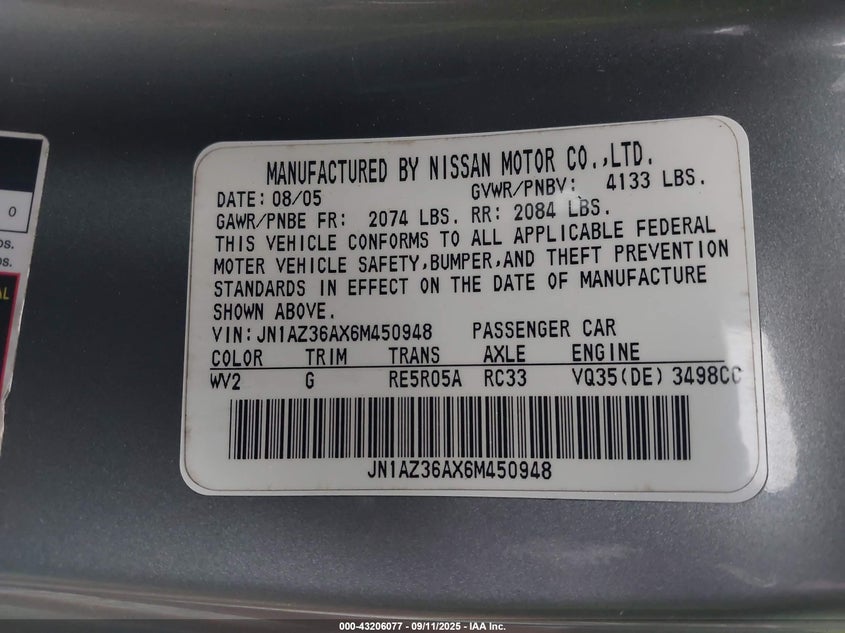 MANUFACTURED BY NISSAN MOTOR CO.,LTD.
DATE: 08/05 GVWR/PNBV: 4133 LBS.
GAWR/PNBE FR: 2074 LBS. RR: 2084 LBS.
THIS VEHICLE CONFORMS TO ALL APPLICABLE FEDERAL
MOTER VEHICLE SAFETY,BUMPER,AND THEFT PREVENTION
STANDARDS IN EFFECT ON THE DATE OF MANUFACTURE
SHOWN ABOVE.
VIN: JN1AZ36AX6M450948 PASSENGER CAR
COLOR TRIM TRANS AXLE ENGINE
WV2 G RE5R05A RC33 VQ35(DE) 3498CC
JN1AZ36AX6M450948
0
000-43206077 - 09/11/2025 - IAA Inc.